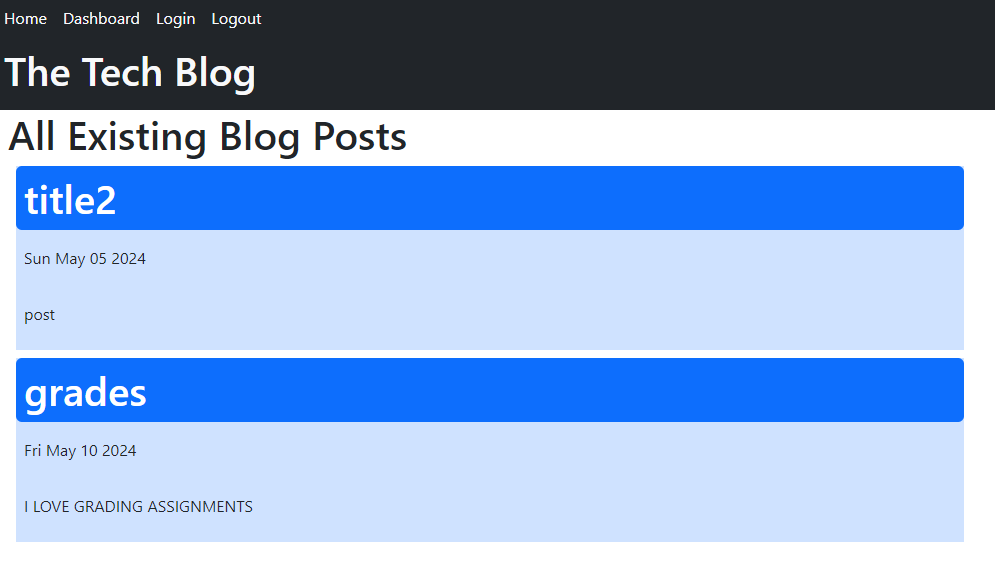 Home Dashboard Login Logout
The Tech Blog
All Existing Blog Posts
title2
Sun May 05 2024
post
grades
Fri May 10 2024
I LOVE GRADING ASSIGNMENTS